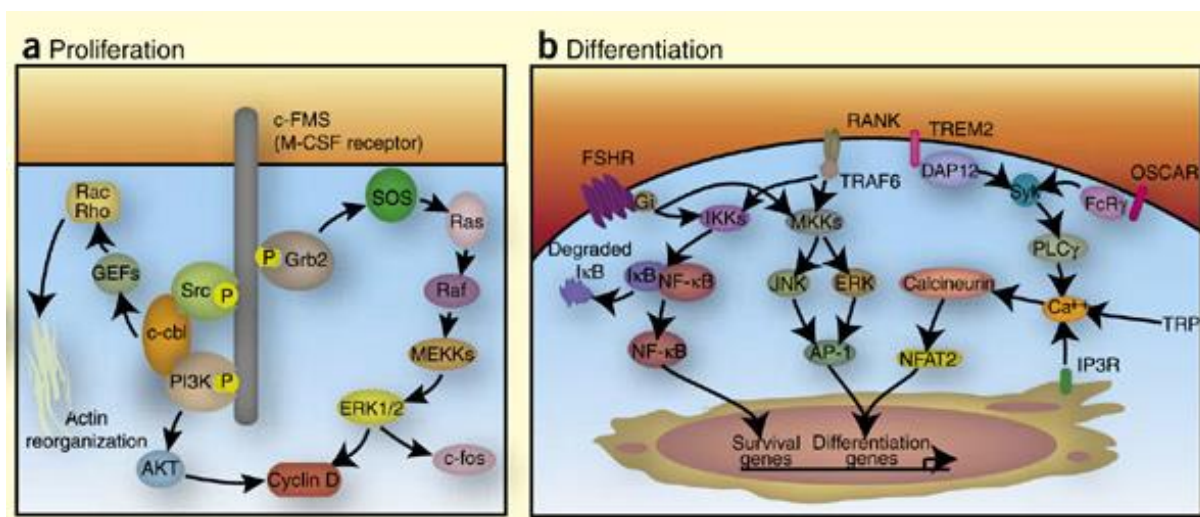 a Proliferation
c-FMS
(M-CSF receptor)
Rac
Rho
SOS
Ras
GEFs
P
Grb2
Src
P
Raf
c-cbl
PI3K
P
MEKKs
Actin
reorganization
ERK1/2
AKT
Cyclin D
c-fos
b Differentiation
RANK
TREM2
FSHR
DAP12
OSCAR
TRAF6
Gi
Syk
FcRγ
IKKs
MKKs
Degraded
IκB
PLCγ
IκB
NF-κB
JNK
ERK
Calcineurin
Ca++
TRP
NF-κB
AP-1
NFAT2
IP3R
Survival
genes
Differentiation
genes